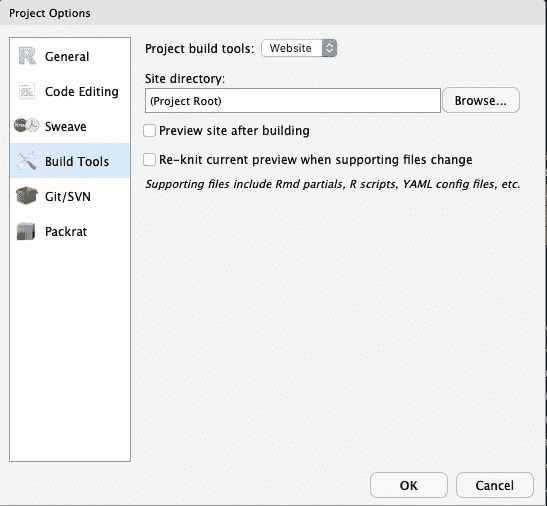 Project Options
General
Code Editing
Sweave
Build Tools
Git/SVN
Packrat
Project build tools: Website
Site directory:
(Project Root) Browse...
Preview site after building
Re-knit current preview when supporting files change
Supporting files include Rmd partials, R scripts, YAML config files, etc.
OK Cancel